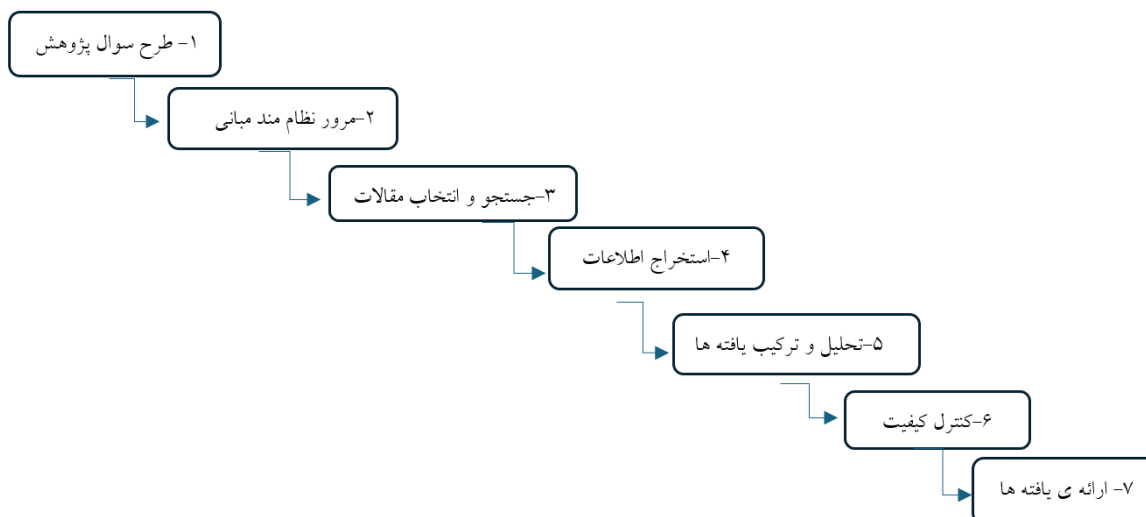 ۱- طرح سوال پژوهش
۲-مرور نظام مند مبانی
۳-جستجو و انتخاب مقالات
۴-استخراج اطلاعات
۵-تحلیل و ترکیب یافته ها
۶-کنترل کیفیت
۷- ارائه ی یافته ها